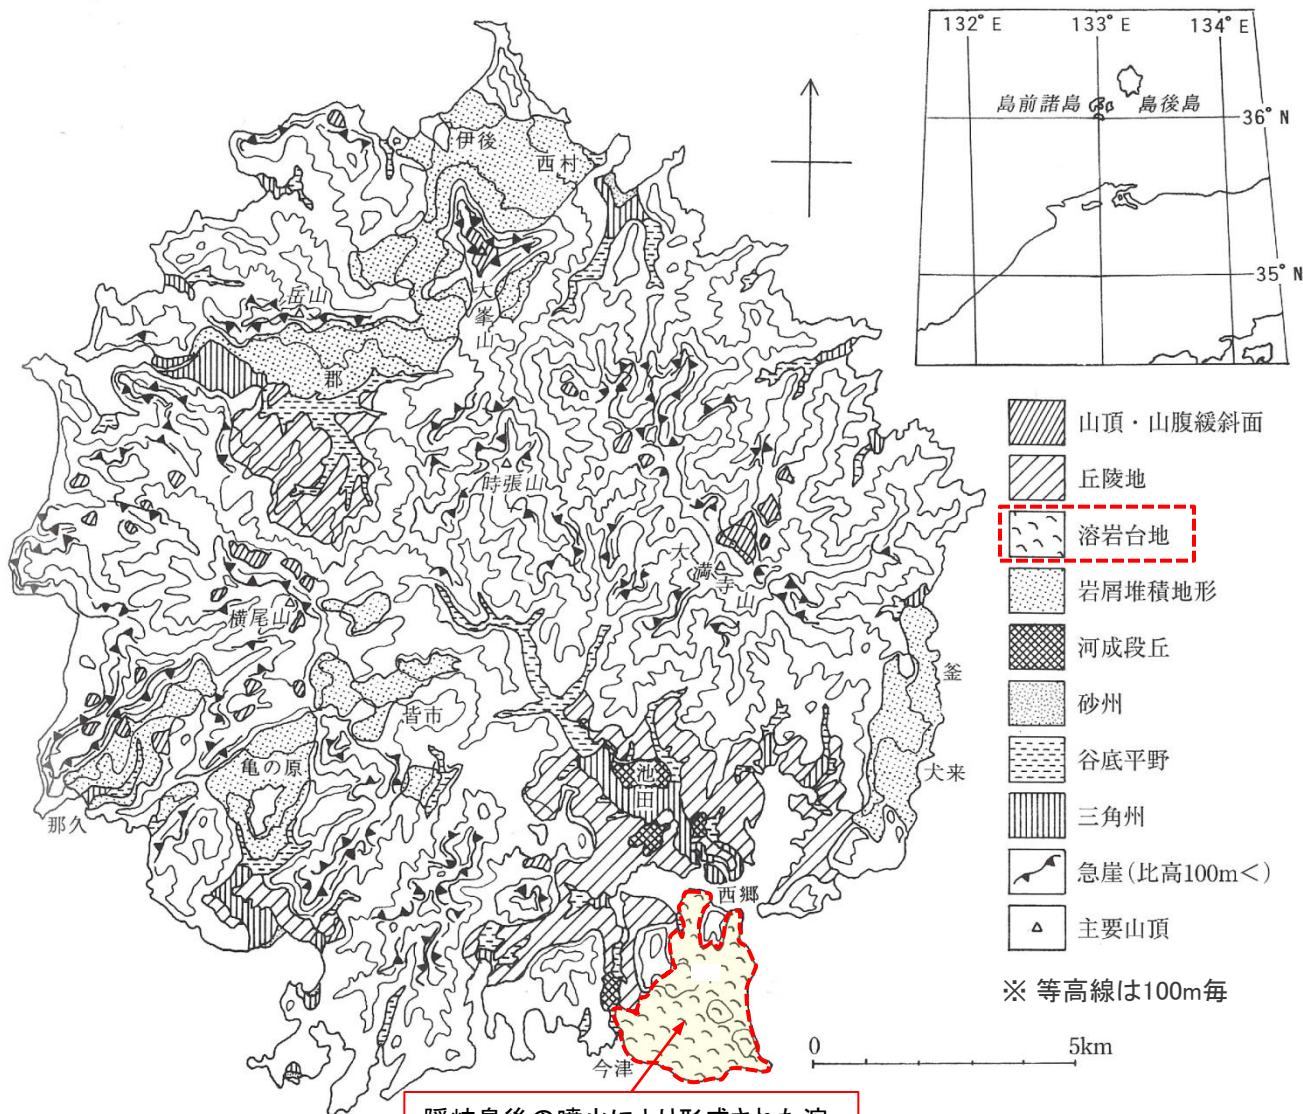 132°E
133°E
134°E
島前諸島
島後島
36°N
35°N
伊後
西村
岳山
大峯山
郡
時張山
大満寺山
横尾山
釜
皆市
亀の原
池田
犬来
那久
西郷
今津
山頂・山腹緩斜面
丘陵地
溶岩台地
岩屑堆積地形
河成段丘
砂州
谷底平野
三角州
急崖(比高100m<)
主要山頂
※ 等高線は100m毎
0
5km